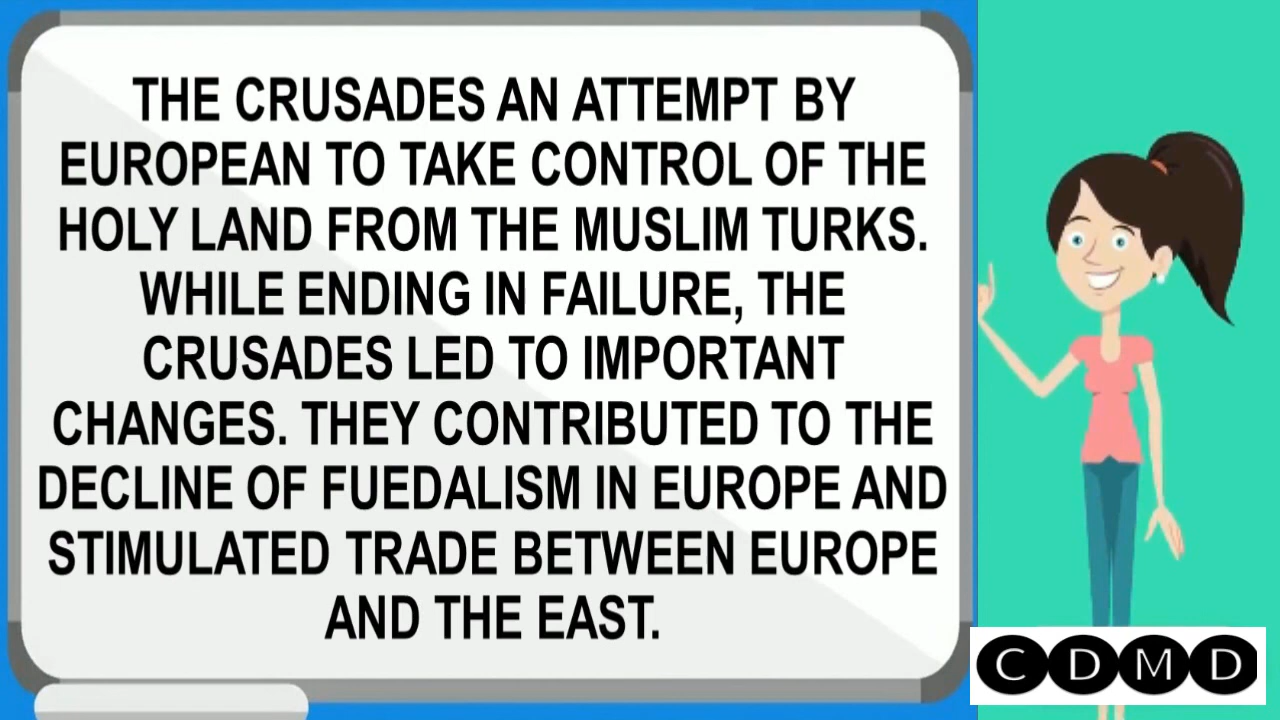 THE CRUSADES AN ATTEMPT BY
EUROPEAN TO TAKE CONTROL OF THE
HOLY LAND FROM THE MUSLIM TURKS.
WHILE ENDNG IN FAILURE, THE
CRUSADES LED TO IMPORTANT
CHANGES. THEY CONTRIBUTED TO THE
DECLINE OF FUEDALISM IN EUROPE AND
STIMULATED TRADE BETWEEN EUROPE
AND THE EAST.
CDMD